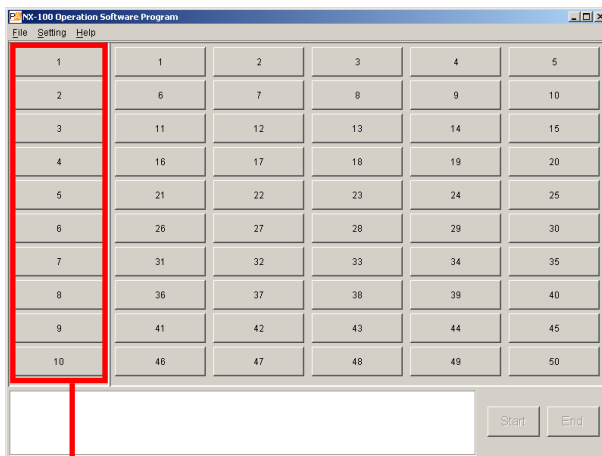 NX-100 Operation Software Program
File Setting Help
1 1 2 3 4 5
2 6 7 8 9 10
3 11 12 13 14 15
4 16 17 18 19 20
5 21 22 23 24 25
6 26 27 28 29 30
7 31 32 33 34 35
8 36 37 38 39 40
9 41 42 43 44 45
10 46 47 48 49 50
Start End